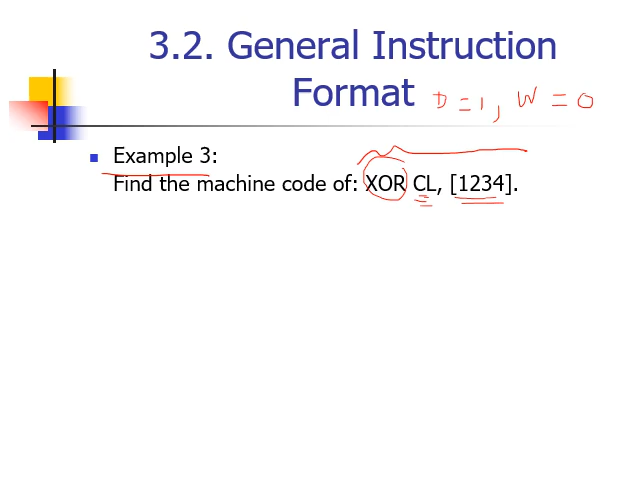 3.2. General Instruction
Format D=1, W=0
Example 3:
Find the machine code of: XOR CL, [1234].